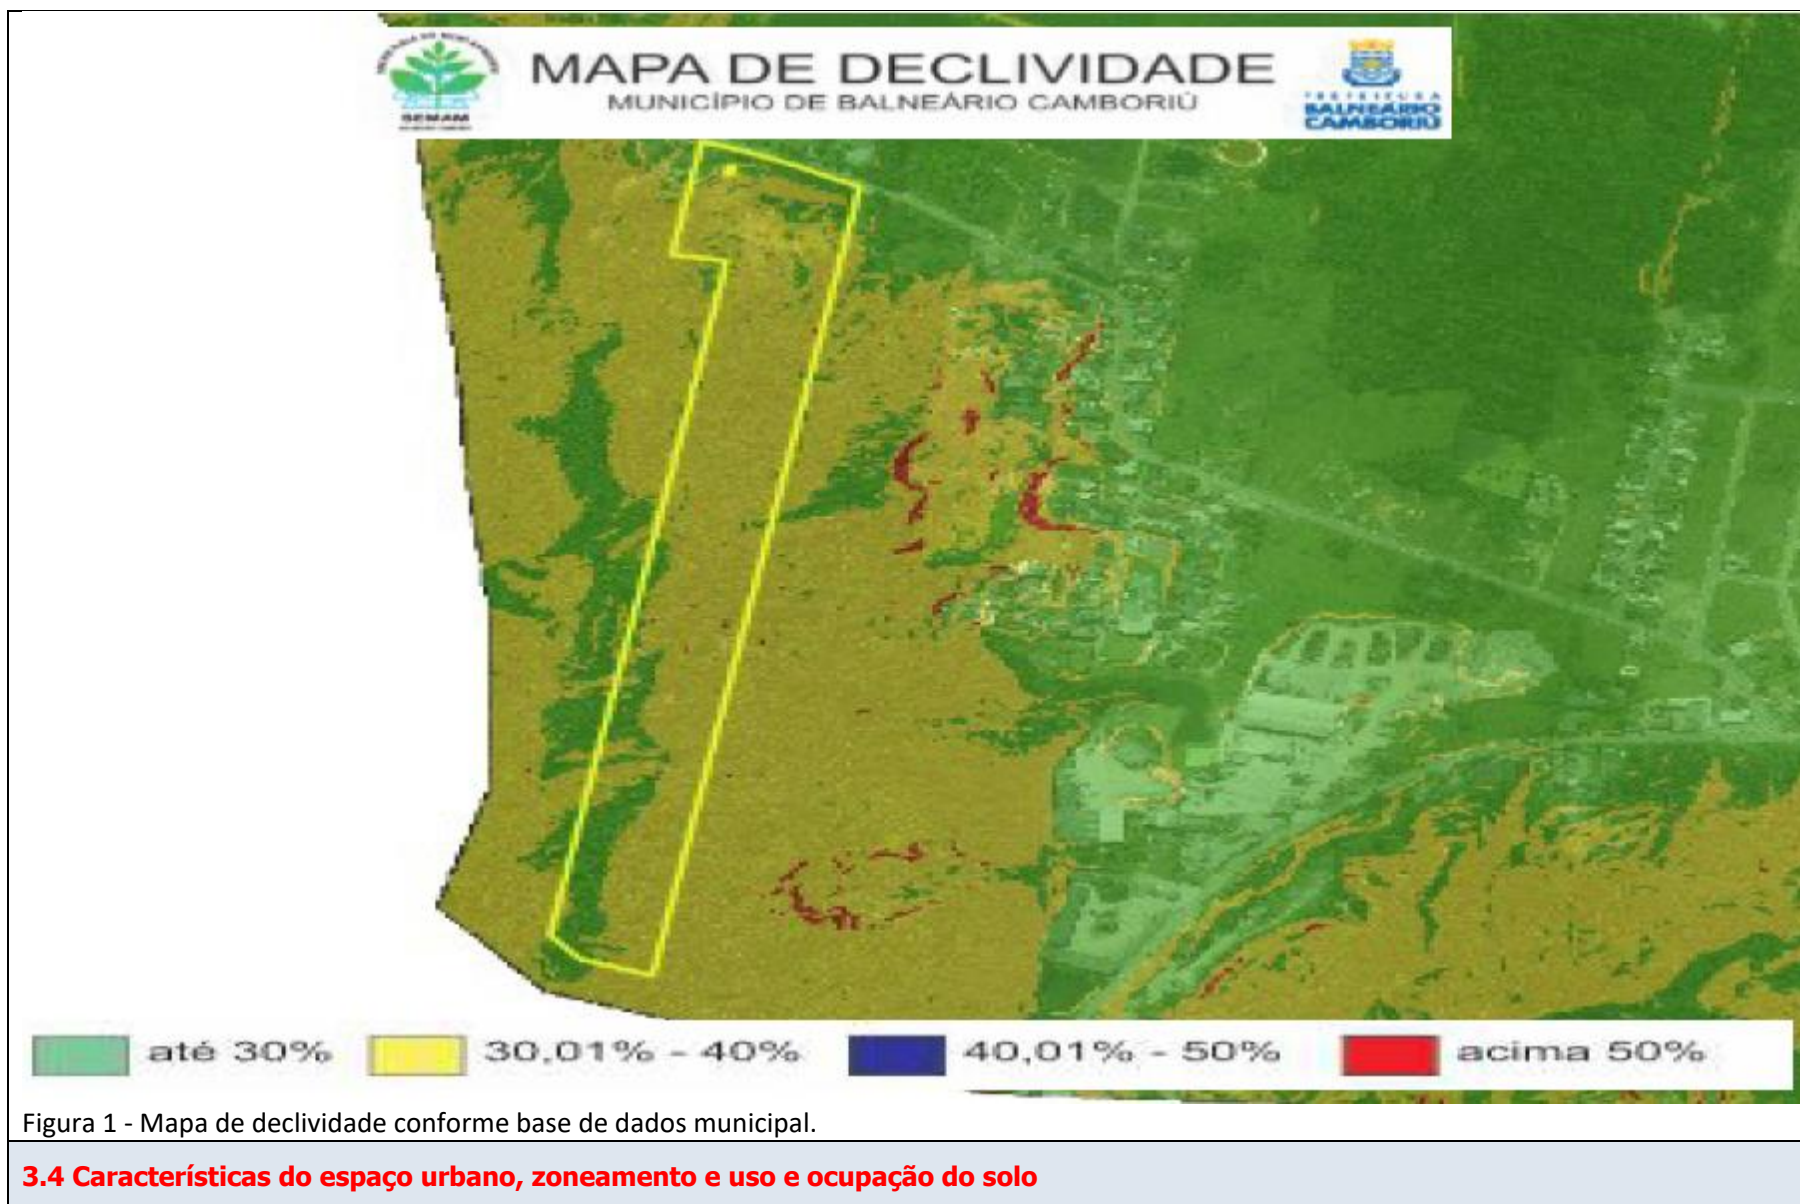 MAPA DE DECLIVIDADE
MUNICÍPIO DE BALNEÁRIO CAMBORIÚ
SEMAM
PREFEITURA
BALNEÁRIO
CAMBORIÚ
até 30%
30,01% - 40%
40,01% - 50%
acima 50%
Figura 1 - Mapa de declividade conforme base de dados municipal.
3.4 Características do espaço urbano, zoneamento e uso e ocupação do solo